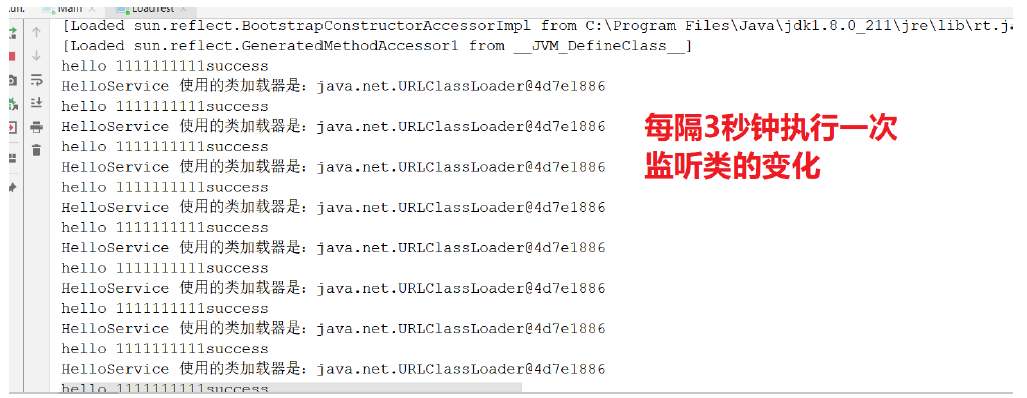 Main
LoadTest
[Loaded sun.reflect.BootstrapConstructorAccessorImpl from C:\Program Files\Java\jdk1.8.0_211\jre\lib\rt.j
[Loaded sun.reflect.GeneratedMethodAccessor1 from __JVM_DefineClass__]
hello 1111111111success
HelloService 使用的类加载器是：java.net.URLClassLoader@4d7e1886
hello 1111111111success
HelloService 使用的类加载器是：java.net.URLClassLoader@4d7e1886
hello 1111111111success
HelloService 使用的类加载器是：java.net.URLClassLoader@4d7e1886
hello 1111111111success
HelloService 使用的类加载器是：java.net.URLClassLoader@4d7e1886
hello 1111111111success
HelloService 使用的类加载器是：java.net.URLClassLoader@4d7e1886
hello 1111111111success
HelloService 使用的类加载器是：java.net.URLClassLoader@4d7e1886
hello 1111111111success
HelloService 使用的类加载器是：java.net.URLClassLoader@4d7e1886
hello 1111111111success
HelloService 使用的类加载器是：java.net.URLClassLoader@4d7e1886
hello 1111111111success
每隔3秒钟执行一次
监听类的变化